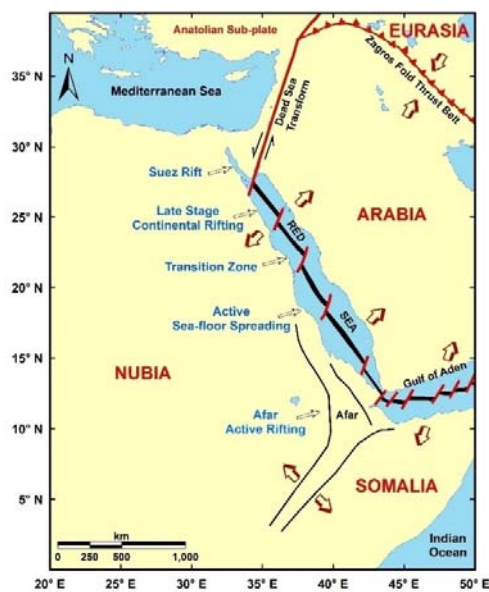 Anatolian Sub-plate
EURASIA
35° N
N
Mediterranean Sea
Zagros Fold Thrust Belt
Dead Sea
Transform
30° N
Suez Rift
ARABIA
25° N
Late Stage
Continental Rifting
RED
Transition Zone
20° N
SEA
Active
Sea-floor Spreading
15° N
NUBIA
Gulf of Aden
Afar
Active Rifting
Afar
10° N
SOMALIA
5° N
km
0 250 500 1,000
Indian
Ocean
20° E 25° E 30° E 35° E 40° E 45° E 50° E